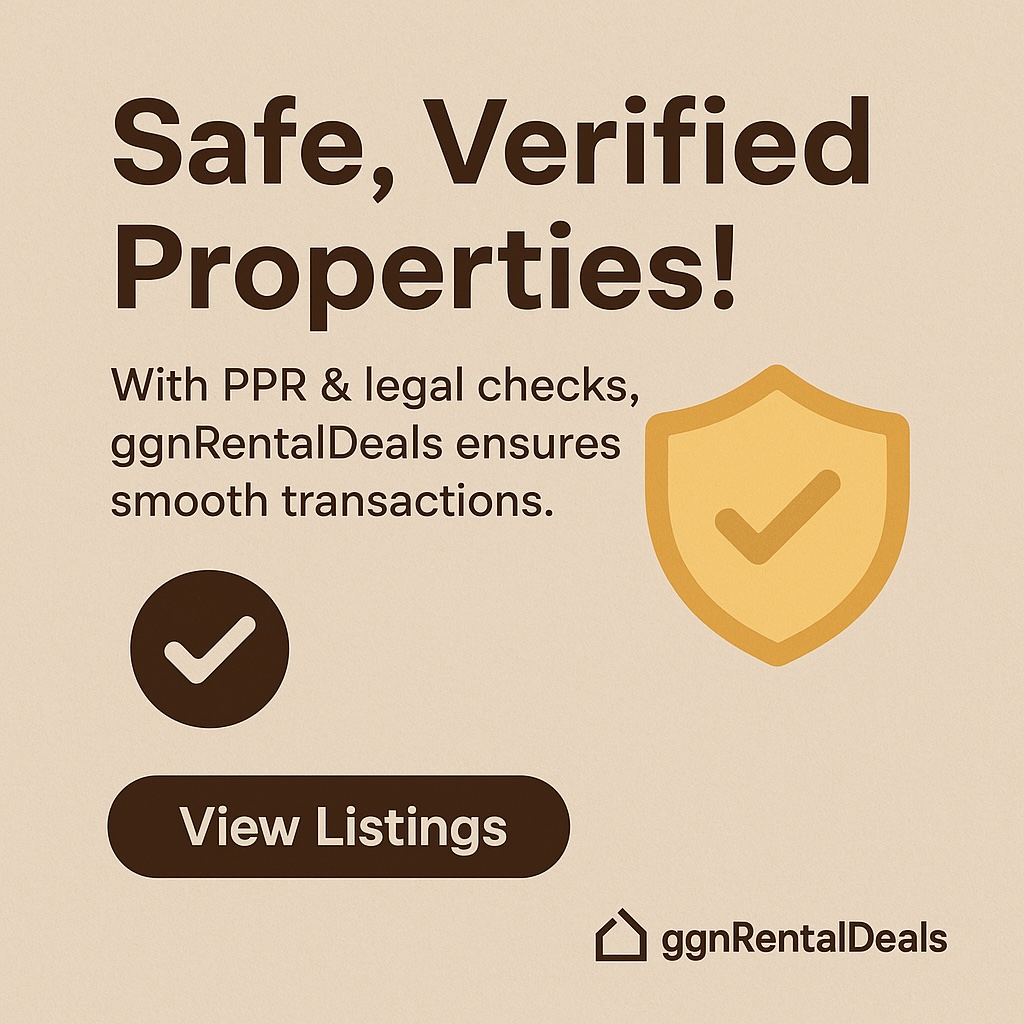 Safe, Verified
Properties!
With PPR & legal checks,
ggnRentalDeals ensures
smooth transactions.
View Listings
ggnRentalDeals